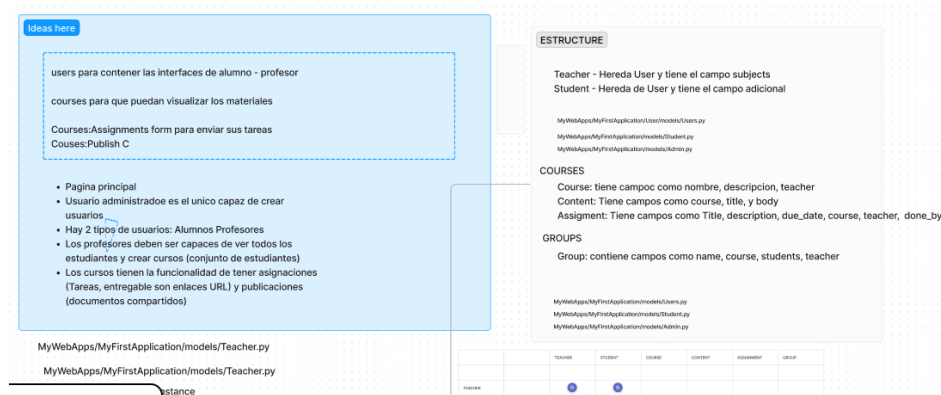 Ideas here
users para contener las interfaces de alumno - profesor
courses para que puedan visualizar los materiales
Courses:Assignments form para enviar sus tareas
Couses:Publish C
Pagina principal
Usuario administradoe es el unico capaz de crear
usuarios
Hay 2 tipos de usuarios: Alumnos Profesores
Los profesores deben ser capaces de ver todos los
estudiantes y crear cursos (conjunto de estudiantes)
Los cursos tienen la funcionalidad de tener asignaciones
(Tareas, entregable son enlaces URL) y publicaciones
(documentos compartidos)
MyWebApps/MyFirstApplication/models/Teacher.py
MyWebApps/MyFirstApplication/models/Teacher.py
stance
ESTRUCTURE
Teacher - Hereda User y tiene el campo subjects
Student - Hereda de User y tiene el campo adicional
MyWebApps/MyFirstApplication/User/models/Users.py
MyWebApps/MyFirstApplication/models/Student.py
MyWebApps/MyFirstApplication/models/Admin.py
COURSES
Course: tiene campoc como nombre, descripcion, teacher
Content: Tiene campos como course, title, y body
Assigment: Tiene campos como Title, description, due_date, course, teacher, done_by
GROUPS
Group: contiene campos como name, course, students, teacher
MyWebApps/MyFirstApplication/models/Users.py
MyWebApps/MyFirstApplication/models/Student.py
MyWebApps/MyFirstApplication/models/Admin.py
TEACHER STUDENT COURSE CONTENT ASSIGNMENT GROUP
TEACHER